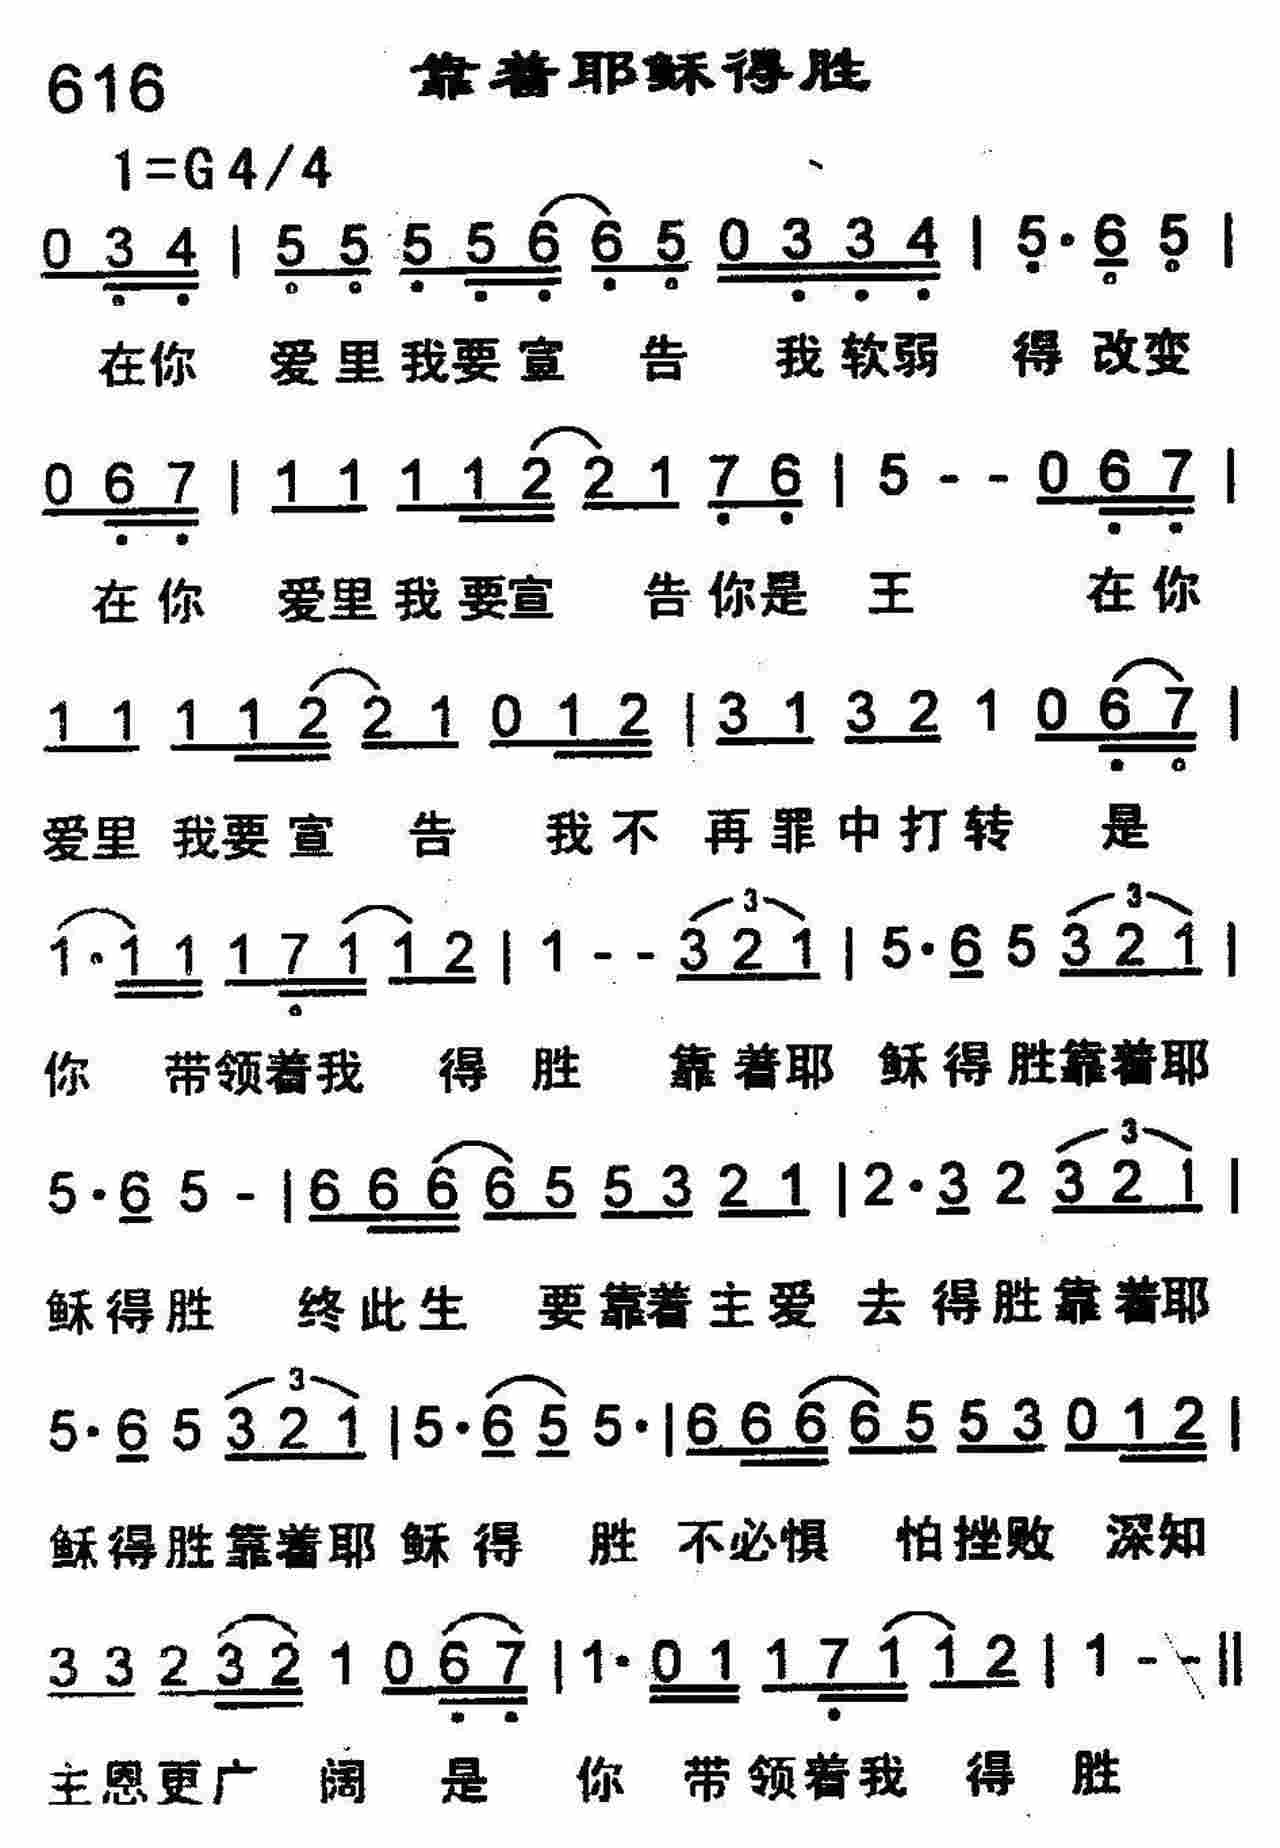 616 靠着耶稣得胜
1=G 4/4
0 3 4 | 5 5 5 5 6 6 5 0 3 3 4 | 5· 6 5 |
在你 爱里我要宣 告 我软弱 得改变
0 6 7 | 1 1 1 1 2 2 1 7 6 | 5 - - 0 6 7 |
在你 爱里我要宣 告你是 王 在你
1 1 1 1 2 2 1 0 1 2 | 3 1 3 2 1 0 6 7 |
爱里我要宣 告 我不 再罪中打转 是
3 3
1· 1 1 1 7 1 1 2 | 1 - - 3 2 1 | 5· 6 5 3 2 1 |
你 带领着我 得 胜 靠着耶 稣得胜靠着耶
3
5· 6 5 - | 6 6 6 6 5 5 3 2 1 | 2· 3 2 3 2 1 |
稣得胜 终此生 要靠着主爱 去得胜靠着耶
3
5· 6 5 3 2 1 | 5· 6 5 5· | 6 6 6 6 5 5 3 0 1 2 |
稣得胜靠着耶 稣得 胜 不必惧 怕挫败 深知
3 3 2 3 2 1 0 6 7 | 1· 0 1 1 7 1 1 2 | 1 - - ||
主恩更广 阔 是 你 带领着我 得 胜